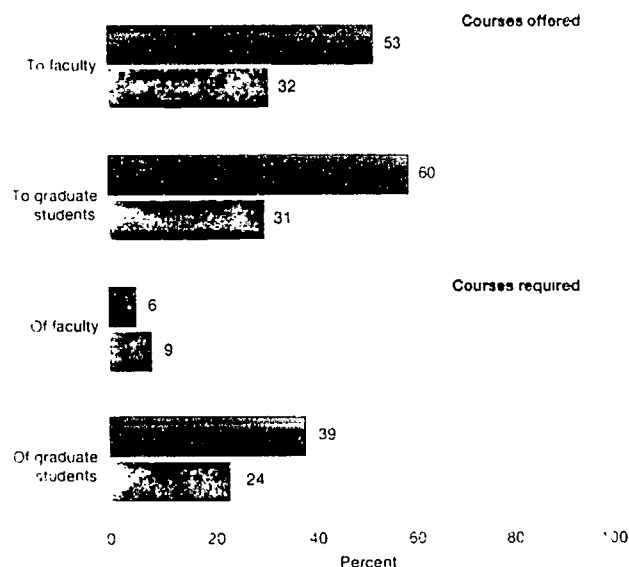 Courses offered
To faculty
53
32
To graduate
students
60
31
Courses required
Of faculty
6
9
Of graduate
students
39
24
0 20 40 60 80 100
Percent